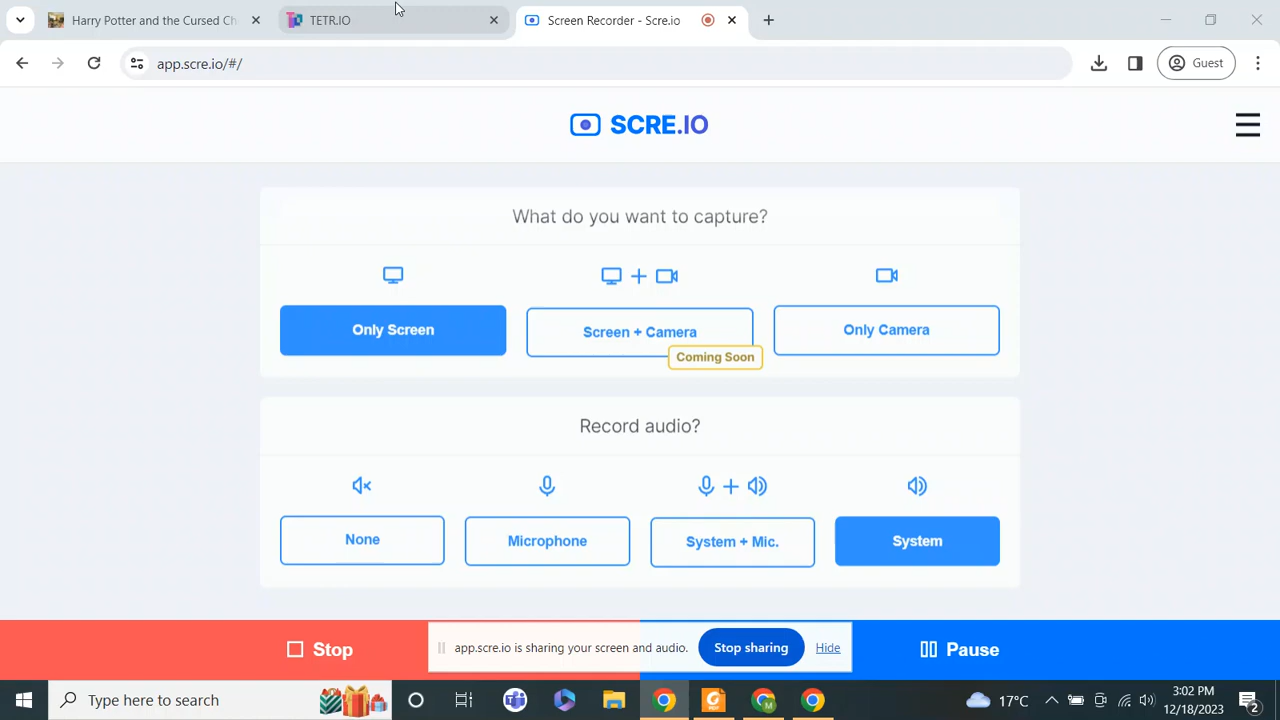 Harry Potter and the Cursed Ch
TETR.IO
Screen Recorder - Scre.io
app.scre.io/#/
Guest
SCRE.IO
What do you want to capture?
Only Screen
Screen + Camera
Only Camera
Coming Soon
Record audio?
None
Microphone
System + Mic.
System
Stop
app.scre.io is sharing your screen and audio.
Stop sharing
Hide
Pause
Type here to search
17°C
3:02 PM
12/18/2023
2